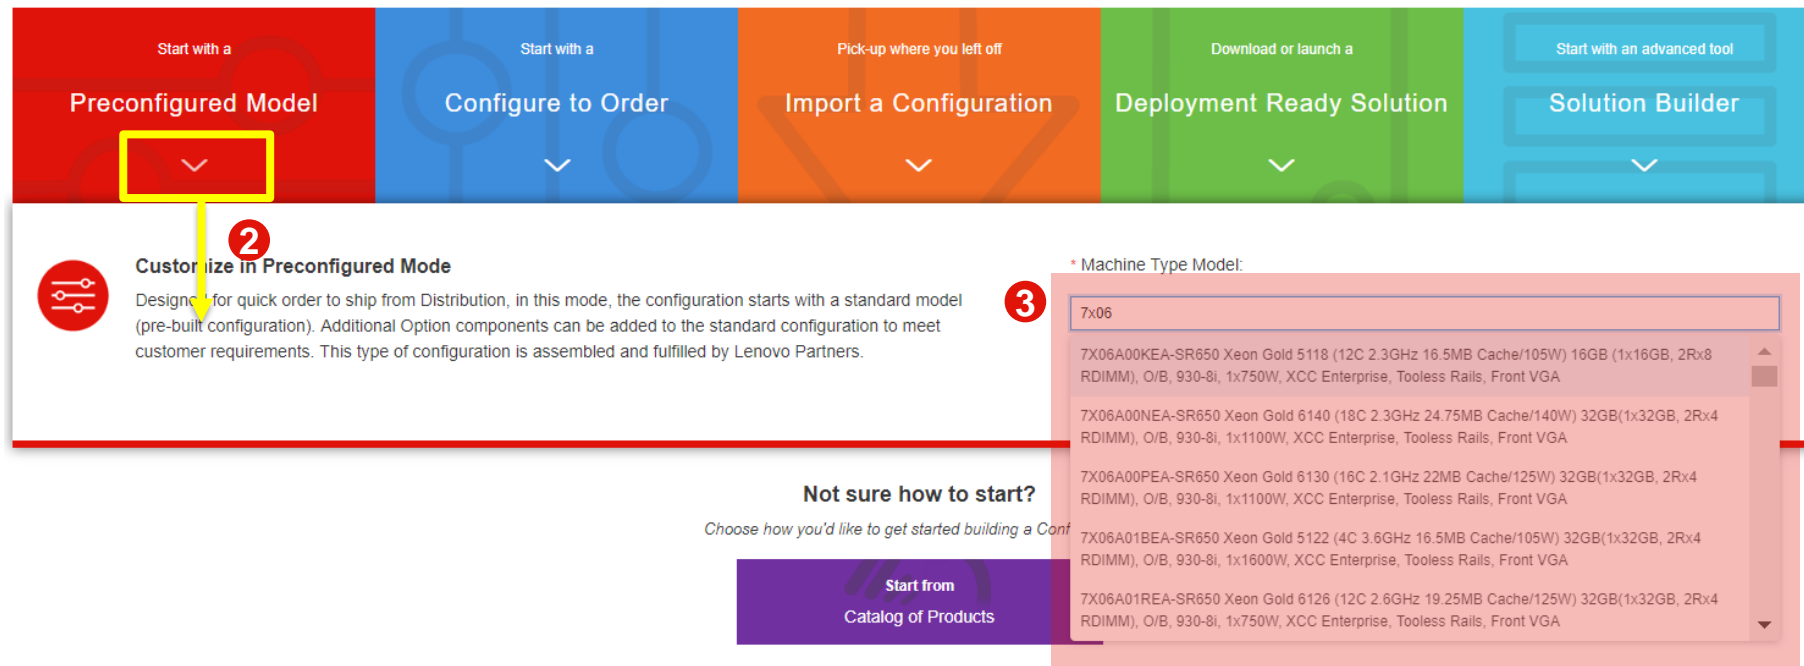 Start with a
Preconfigured Model
Start with a
Configure to Order
Pick-up where you left off
Import a Configuration
Download or launch a
Deployment Ready Solution
Start with an advanced tool
Solution Builder
2
Customize in Preconfigured Mode
Designed for quick order to ship from Distribution, in this mode, the configuration starts with a standard model
(pre-built configuration). Additional Option components can be added to the standard configuration to meet
customer requirements. This type of configuration is assembled and fulfilled by Lenovo Partners.
* Machine Type Model:
3
7x06
7X06A00KEA-SR650 Xeon Gold 5118 (12C 2.3GHz 16.5MB Cache/105W) 16GB (1x16GB, 2Rx8
RDIMM), O/B, 930-8i, 1x750W, XCC Enterprise, Tooless Rails, Front VGA
7X06A00NEA-SR650 Xeon Gold 6140 (18C 2.3GHz 24.75MB Cache/140W) 32GB(1x32GB, 2Rx4
RDIMM), O/B, 930-8i, 1x1100W, XCC Enterprise, Tooless Rails, Front VGA
7X06A00PEA-SR650 Xeon Gold 6130 (16C 2.1GHz 22MB Cache/125W) 32GB(1x32GB, 2Rx4
RDIMM), O/B, 930-8i, 1x1100W, XCC Enterprise, Tooless Rails, Front VGA
7X06A01BEA-SR650 Xeon Gold 5122 (4C 3.6GHz 16.5MB Cache/105W) 32GB(1x32GB, 2Rx4
RDIMM), O/B, 930-8i, 1x1600W, XCC Enterprise, Tooless Rails, Front VGA
7X06A01REA-SR650 Xeon Gold 6126 (12C 2.6GHz 19.25MB Cache/125W) 32GB(1x32GB, 2Rx4
RDIMM), O/B, 930-8i, 1x750W, XCC Enterprise, Tooless Rails, Front VGA
Not sure how to start?
Choose how you'd like to get started building a Conf
Start from
Catalog of Products